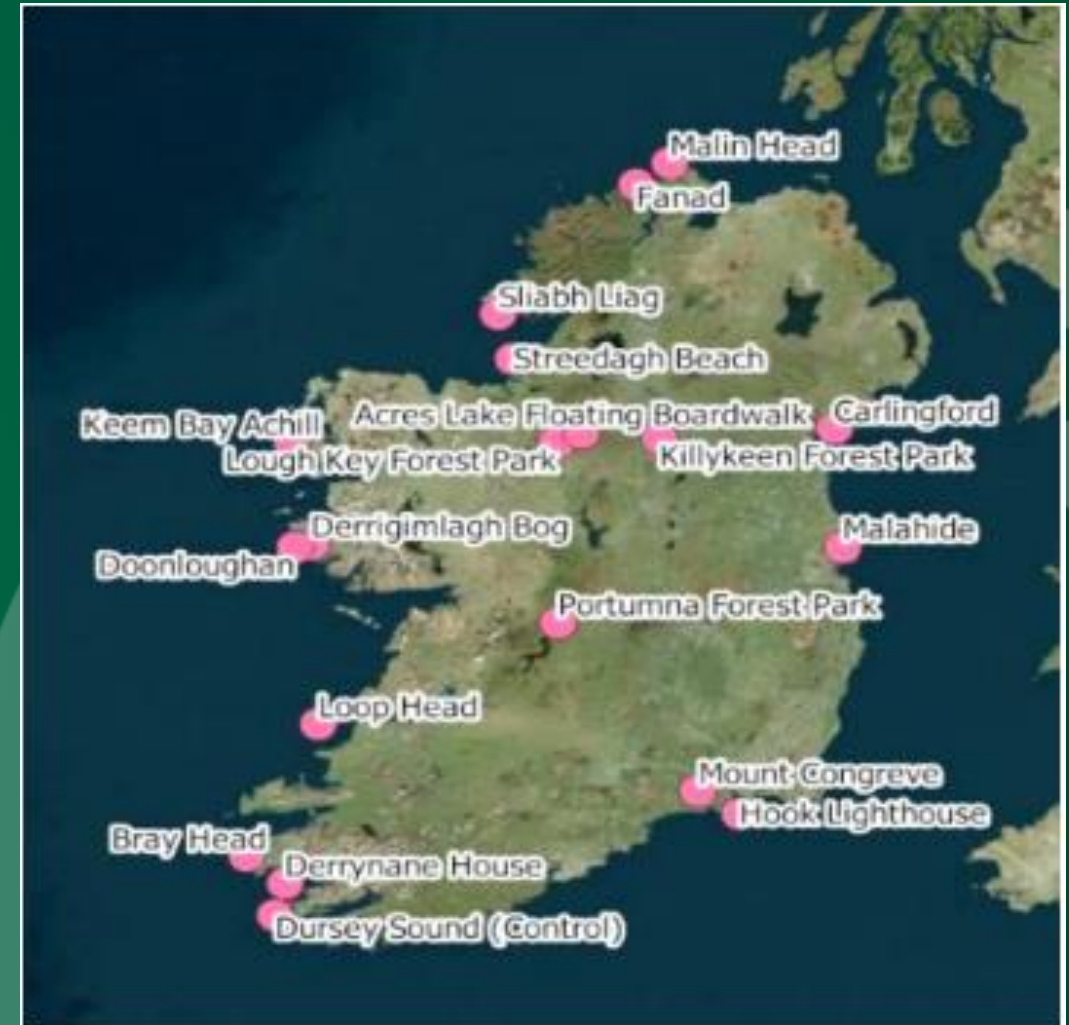 Malin Head
Fanad
Sliabh Liag
Streedagh Beach
Keem Bay Achill
Acres Lake Floating Boardwalk
Carlingford
Lough Key Forest Park
Killykeen Forest Park
Derrigimlagh Bog
Malahide
Doonloughan
Portumna Forest Park
Loop Head
Mount Congreve
Hook Lighthouse
Bray Head
Derrynane House
Dursey Sound (Control)